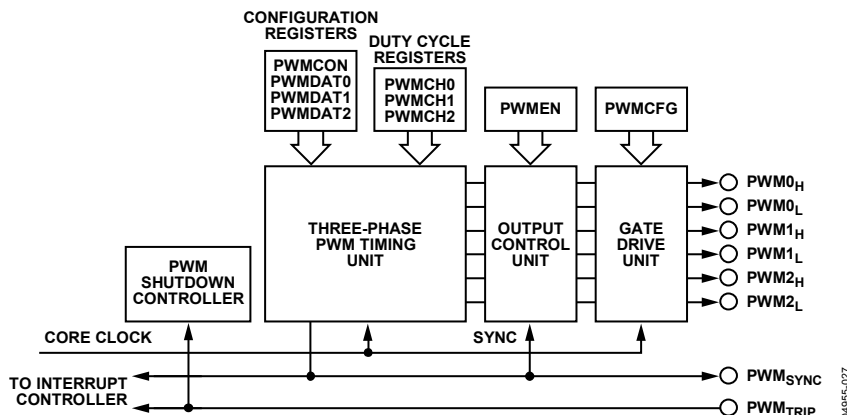 CONFIGURATION
REGISTERS
DUTY CYCLE
REGISTERS
PWMCON
PWMDAT0
PWMDAT1
PWMDAT2
PWMCH0
PWMCH1
PWMCH2
PWMEN
PWMCFG
THREE-PHASE
PWM TIMING
UNIT
OUTPUT
CONTROL
UNIT
GATE
DRIVE
UNIT
PWM0H
PWM0L
PWM1H
PWM1L
PWM2H
PWM2L
PWM
SHUTDOWN
CONTROLLER
CORE CLOCK
SYNC
TO INTERRUPT
CONTROLLER
PWMSYNC
PWMTRIP
04955-027